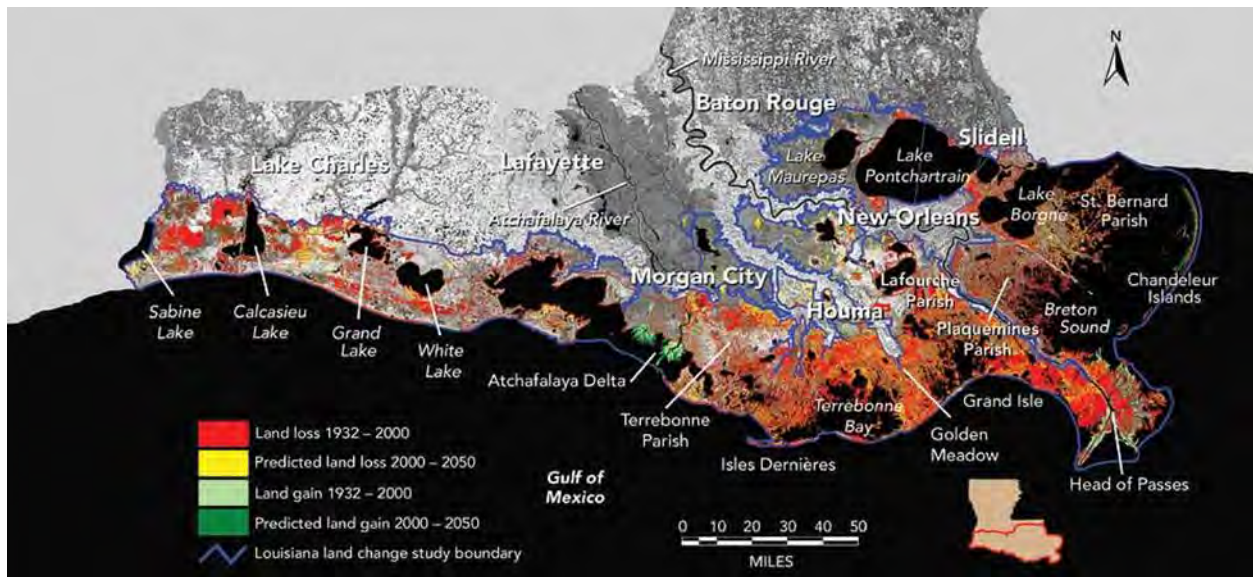 N
Mississippi River
Baton Rouge
Slidell
Lake Charles
Lafayette
Lake
Maurepas
Lake
Pontchartrain
Lake
Borgne
St. Bernard
Parish
Atchafalaya River
New Orleans
Morgan City
Lafourche
Parish
Chandeleur
Islands
Houma
Breton
Sound
Plaquemines
Parish
Sabine
Lake
Calcasieu
Lake
Grand
Lake
White
Lake
Atchafalaya Delta
Terrebonne
Parish
Terrebonne
Bay
Grand Isle
Golden
Meadow
Isles Dernières
Head of Passes
Gulf of
Mexico
Land loss 1932 – 2000
Predicted land loss 2000 – 2050
Land gain 1932 – 2000
Predicted land gain 2000 – 2050
Louisiana land change study boundary
0 10 20 30 40 50
MILES